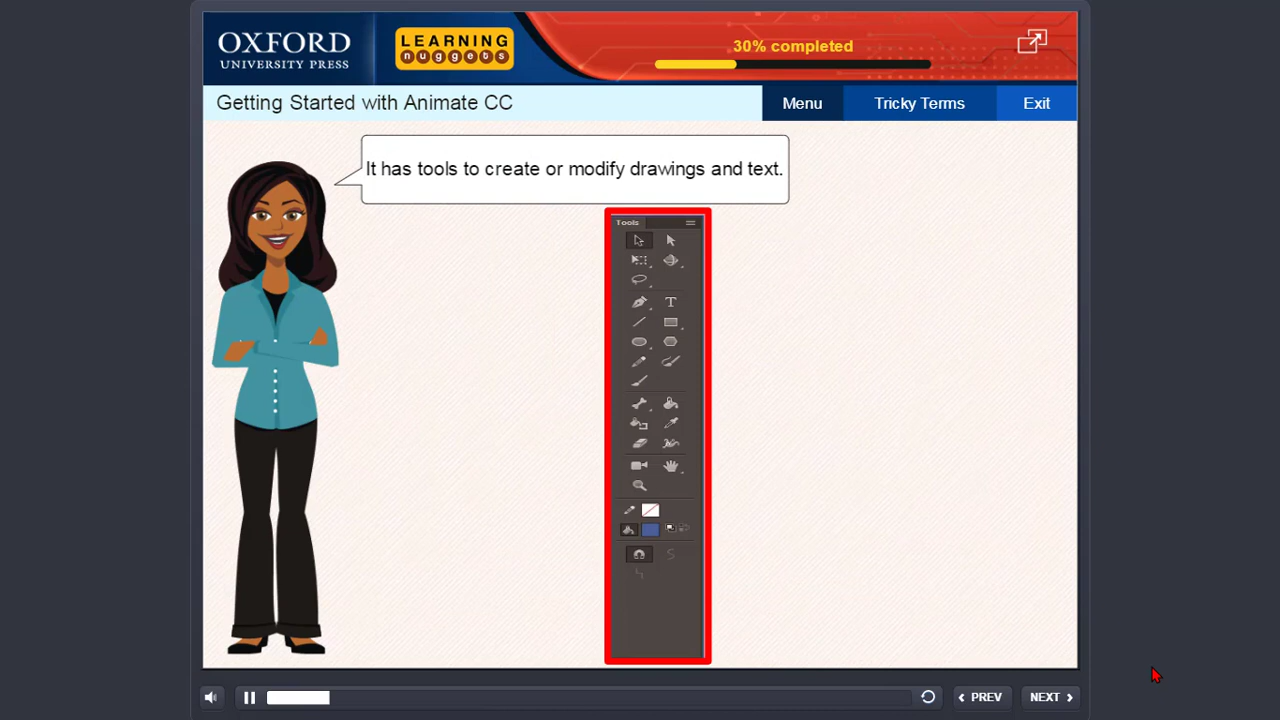 OXFORD
UNIVERSITY PRESS
LEARNING
nuggets
30% completed
Getting Started with Animate CC
Menu
Tricky Terms
Exit
It has tools to create or modify drawings and text.
Tools
T
PREV
NEXT